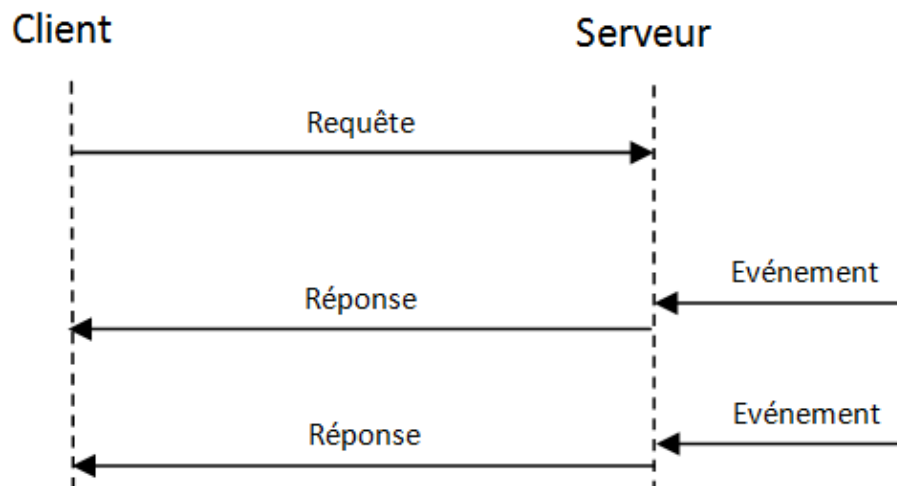 Client
Serveur
Requête
Evénement
Réponse
Evénement
Réponse